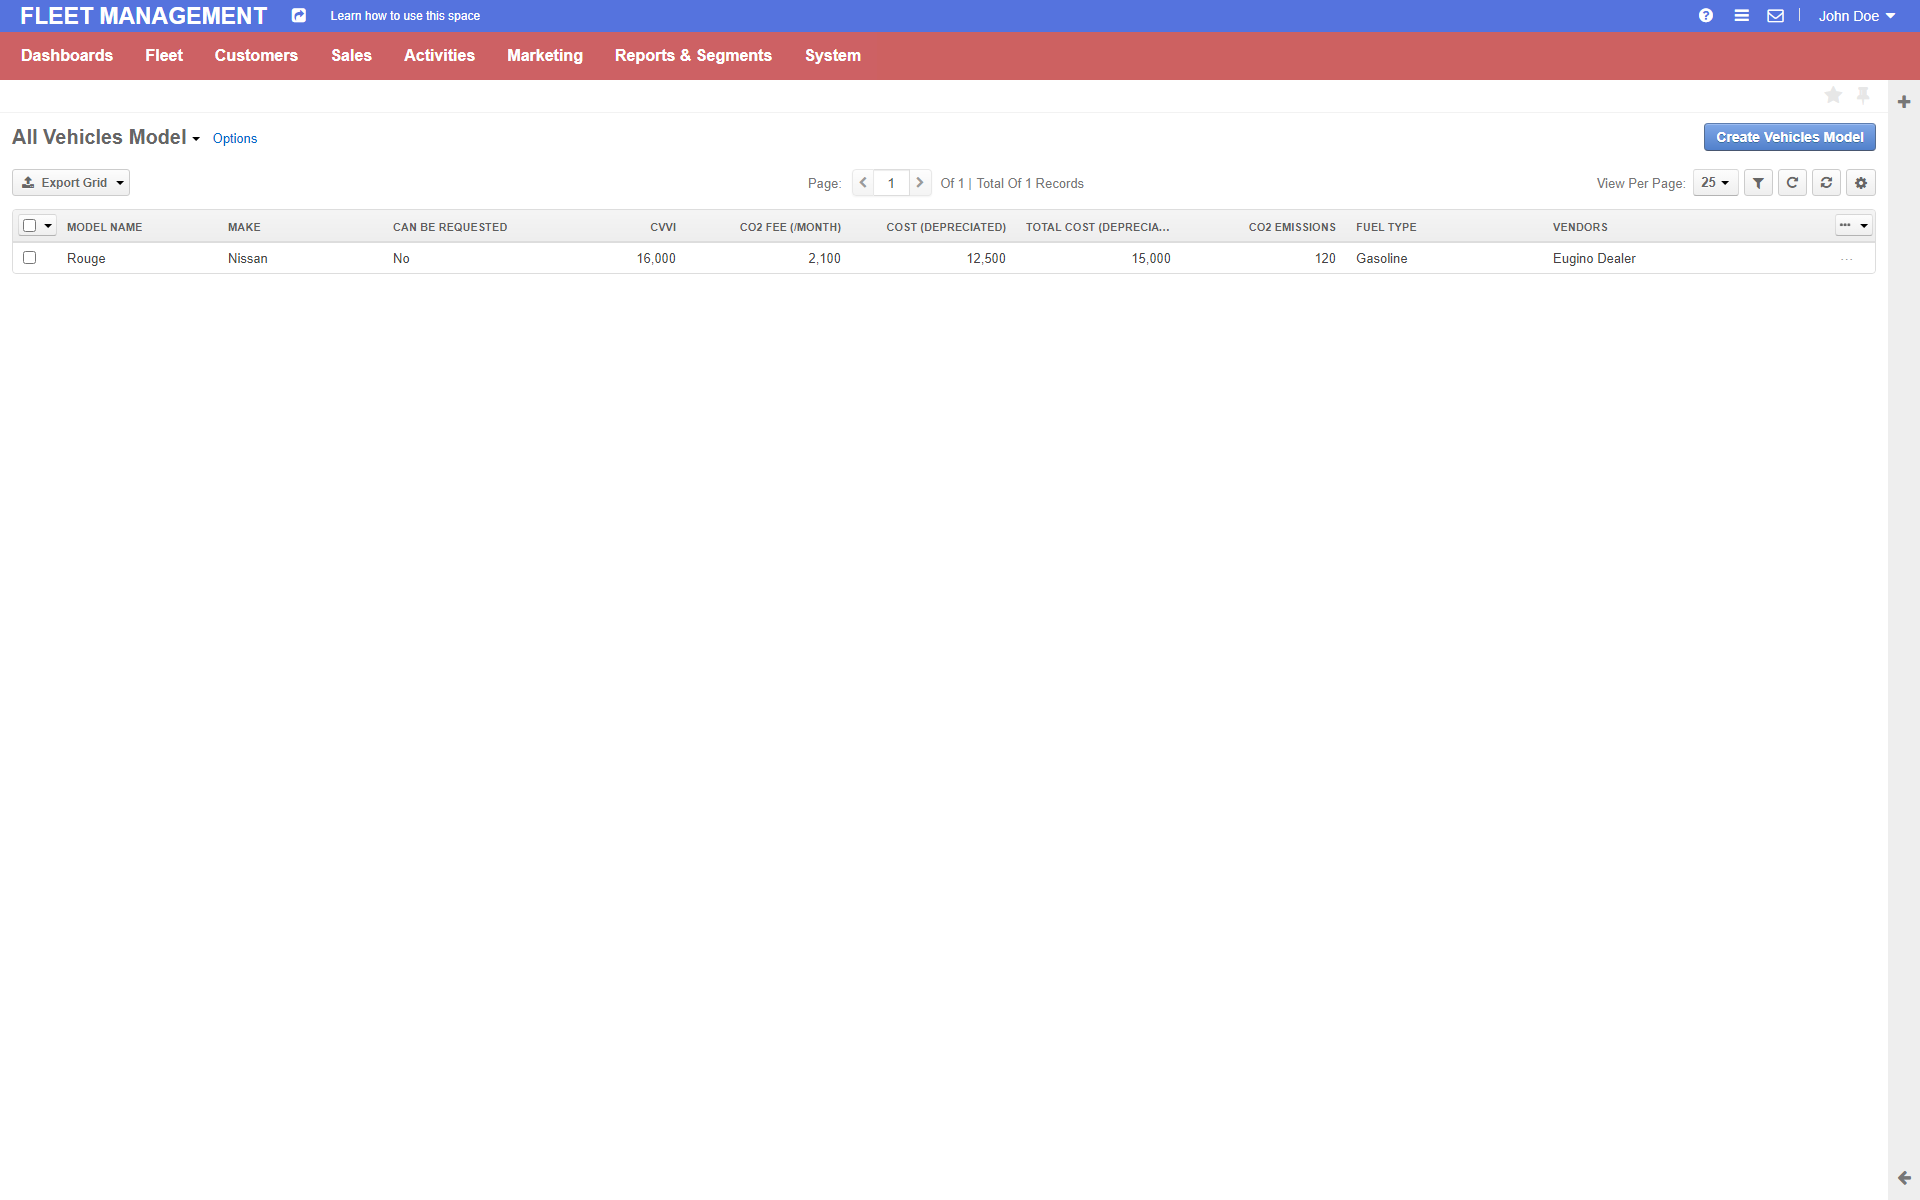 FLEET MANAGEMENT Learn how to use this space John Doe
Dashboards Fleet Customers Sales Activities Marketing Reports & Segments System
All Vehicles Model Options Create Vehicles Model
Export Grid Page: 1 Of 1 | Total Of 1 Records View Per Page: 25
MODEL NAME MAKE CAN BE REQUESTED CVVI CO2 FEE (/MONTH) COST (DEPRECIATED) TOTAL COST (DEPRECIA... CO2 EMISSIONS FUEL TYPE VENDORS
Rouge Nissan No 16,000 2,100 12,500 15,000 120 Gasoline Eugino Dealer ...